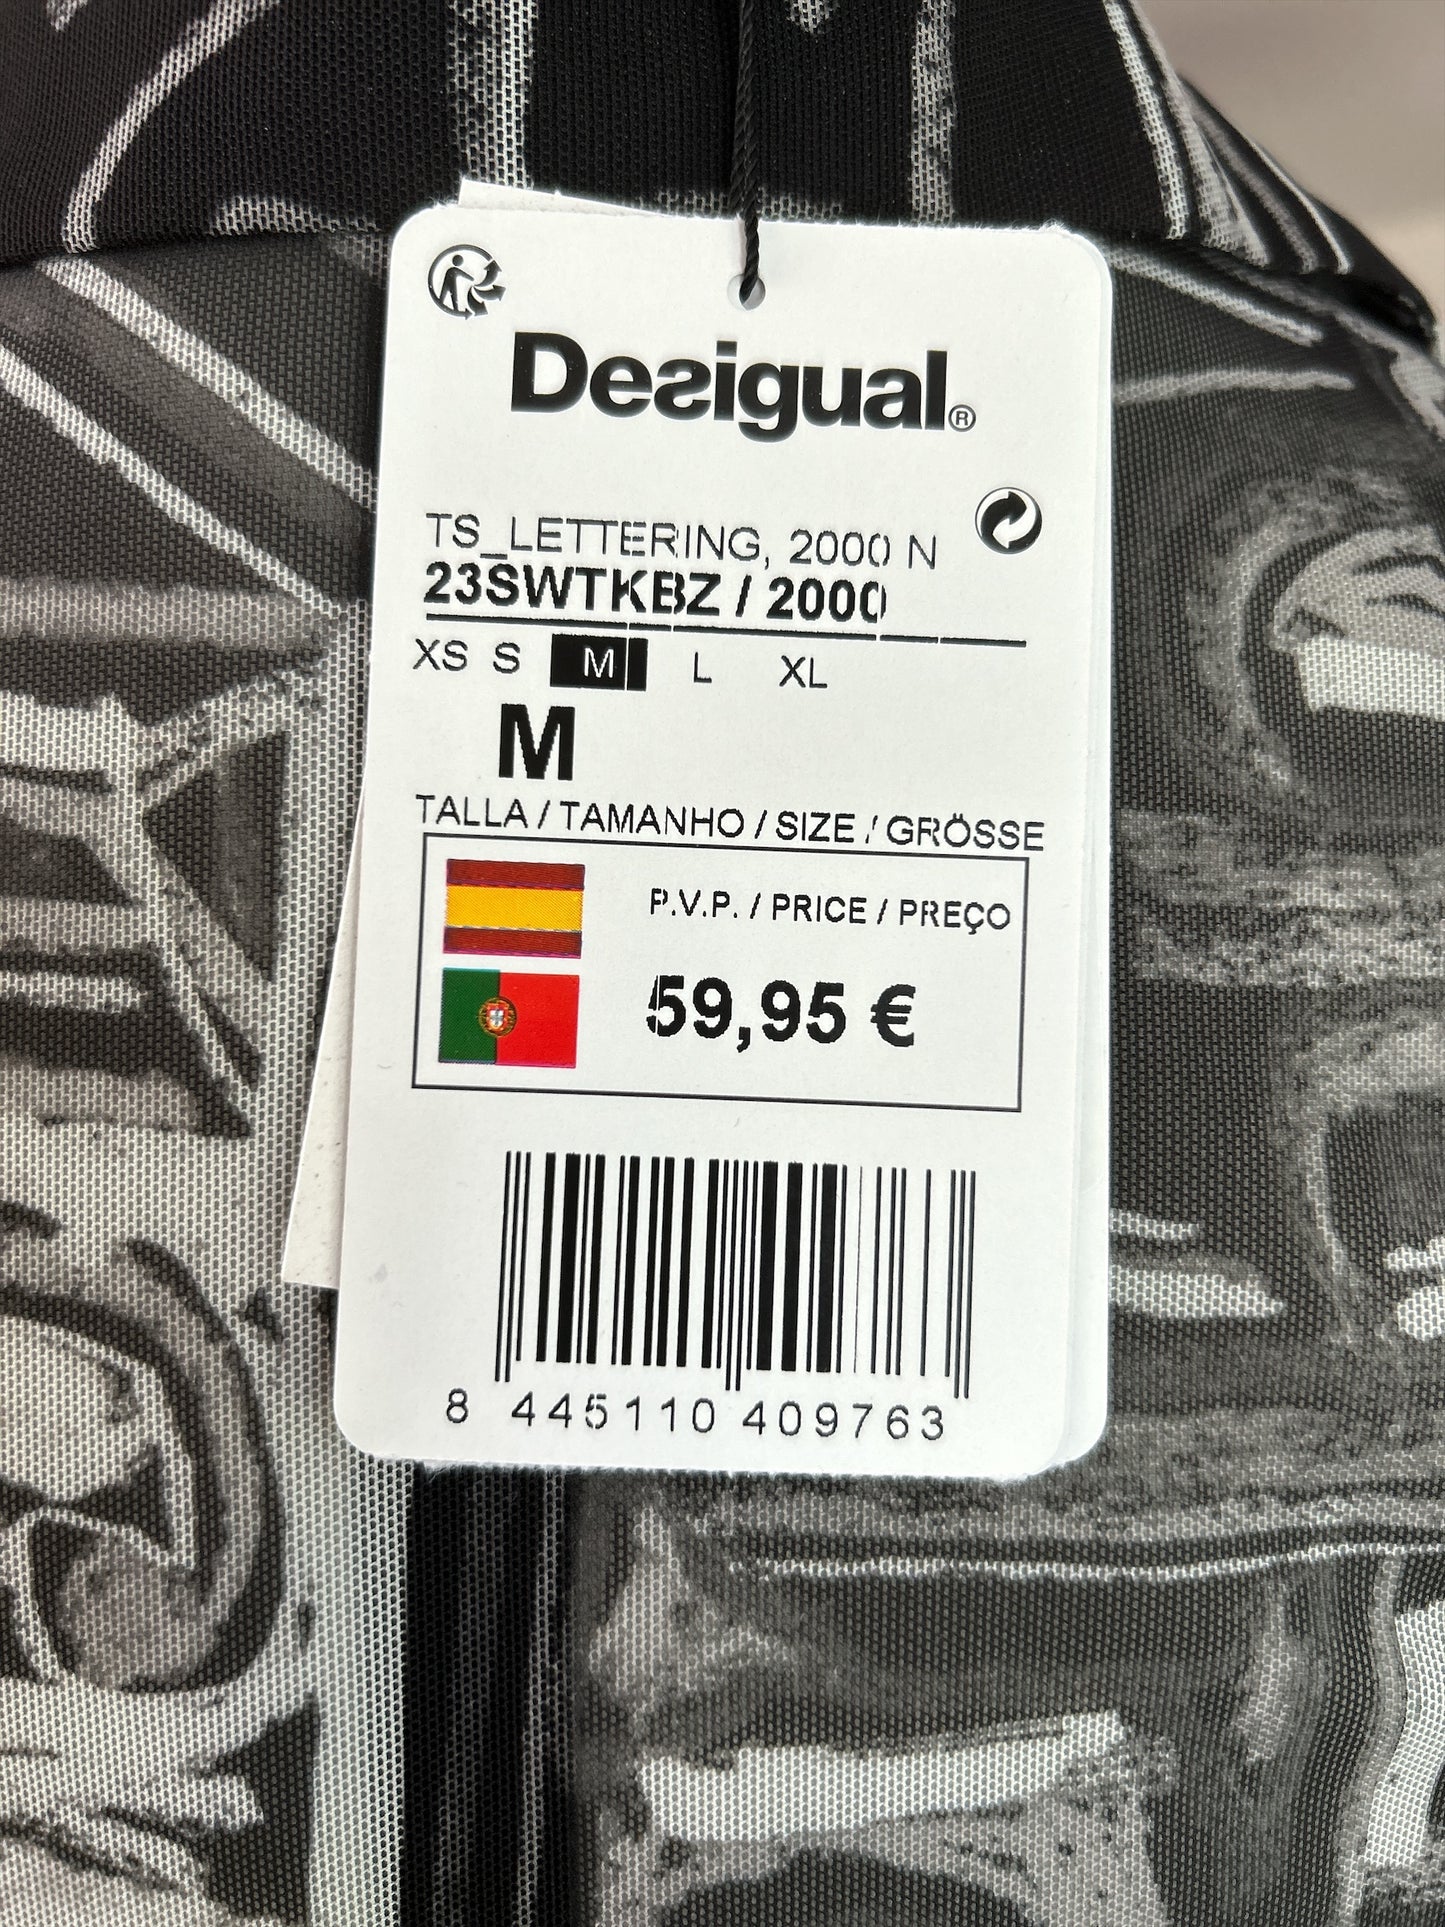 Desigual®
TS_LETTERING, 2000 N
23SWTKBZ / 2000
XS S M L XL
M
TALLA / TAMANHO / SIZE / GRÖSSE
P.V.P. / PRICE / PREÇO
59,95 €
8 445110 409763